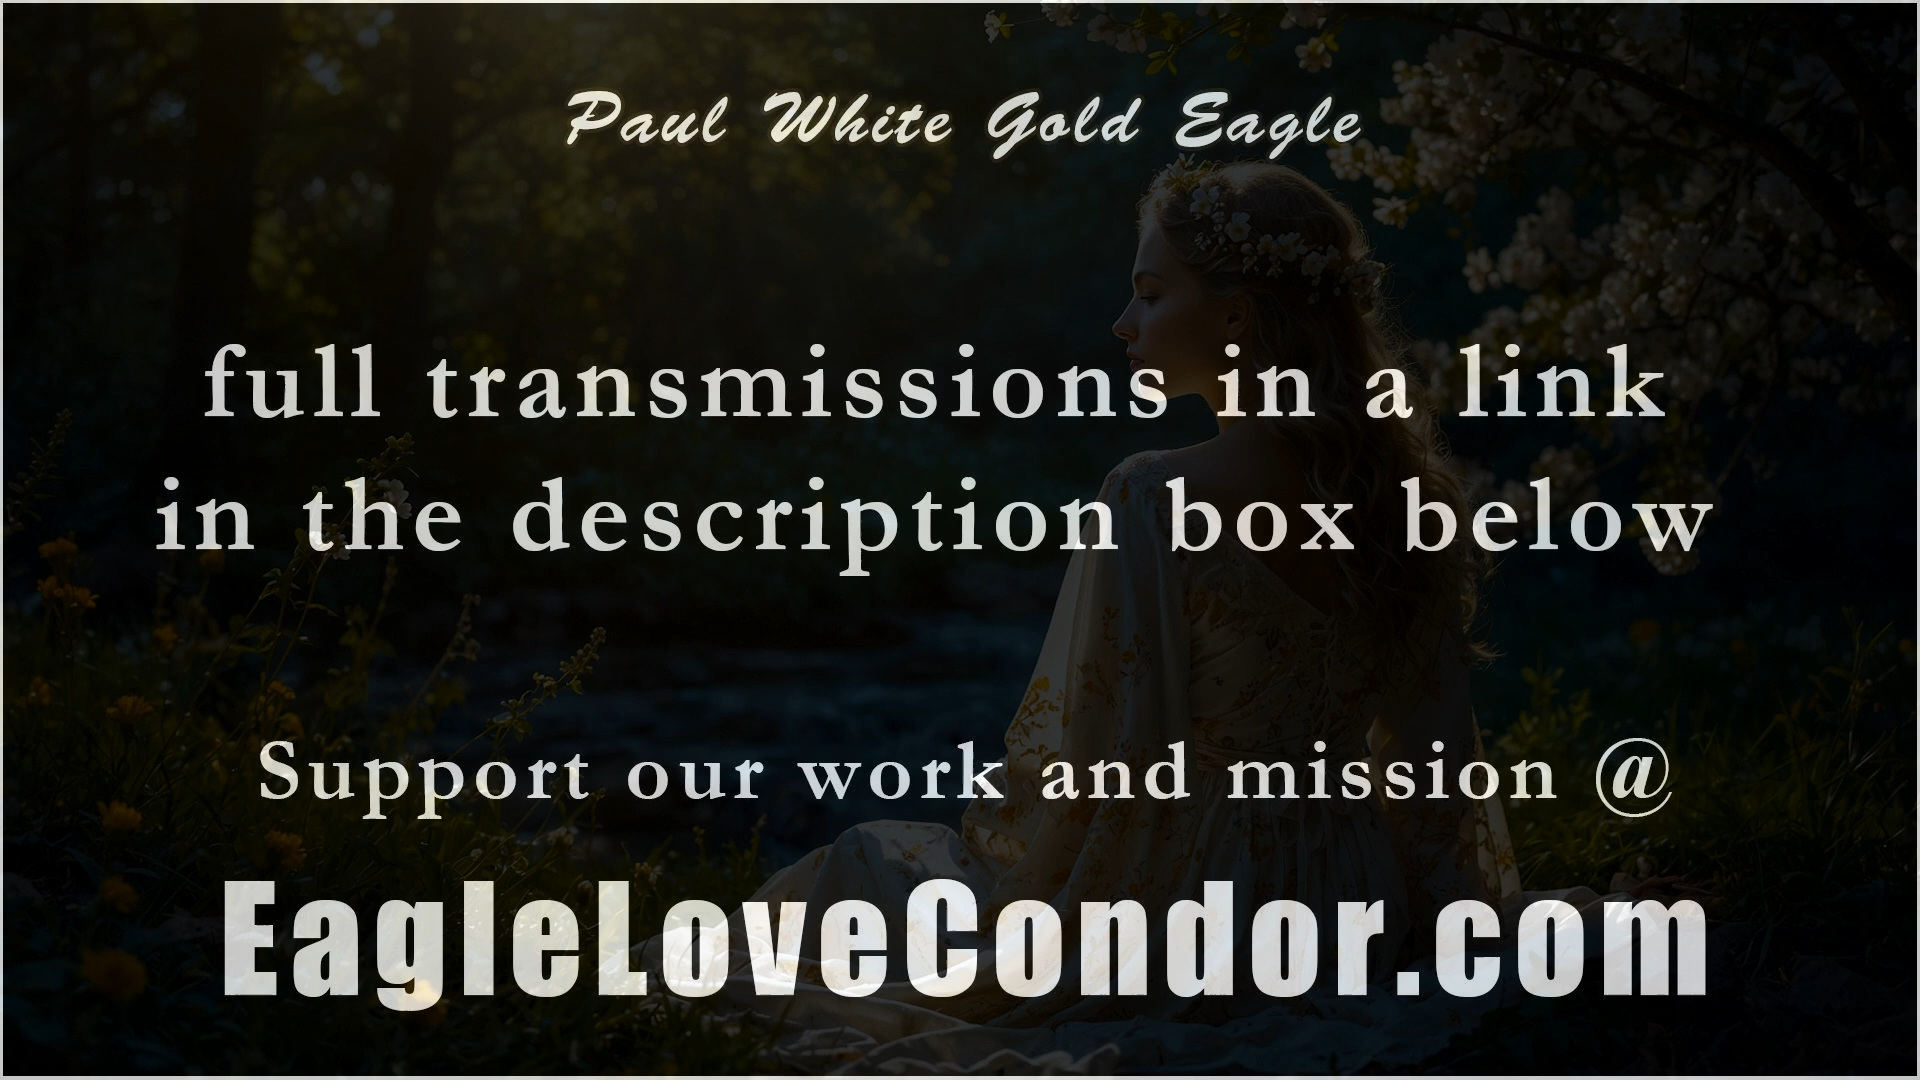 Paul White Gold Eagle
full transmissions in a link
in the description box below
Support our work and mission @
EagleLoveCondor.com